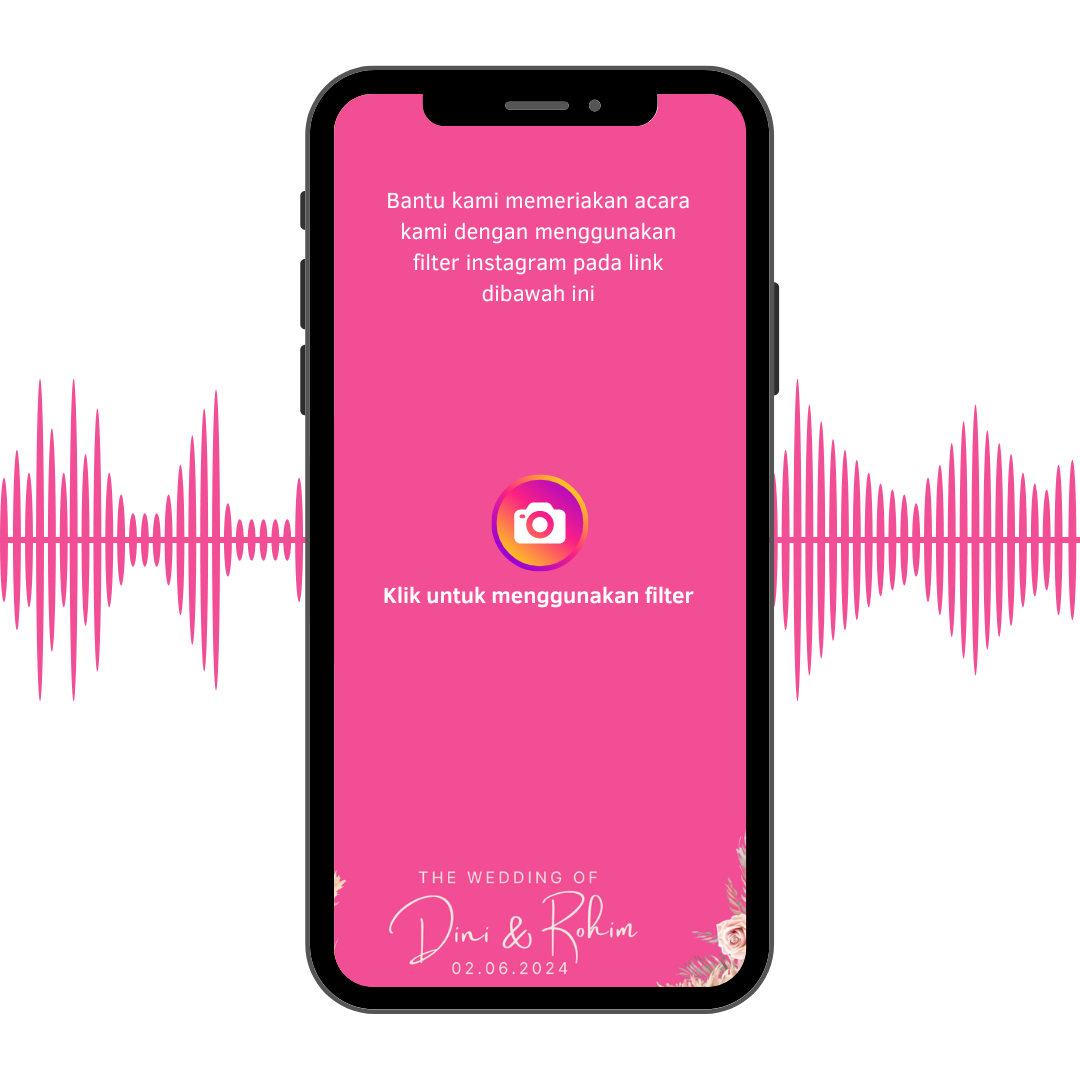 Bantu kami memeriakan acara
kami dengan menggunakan
filter instagram pada link
dibawah ini
Klik untuk menggunakan filter
THE WEDDING OF
Dini & Rohim
02.06.2024